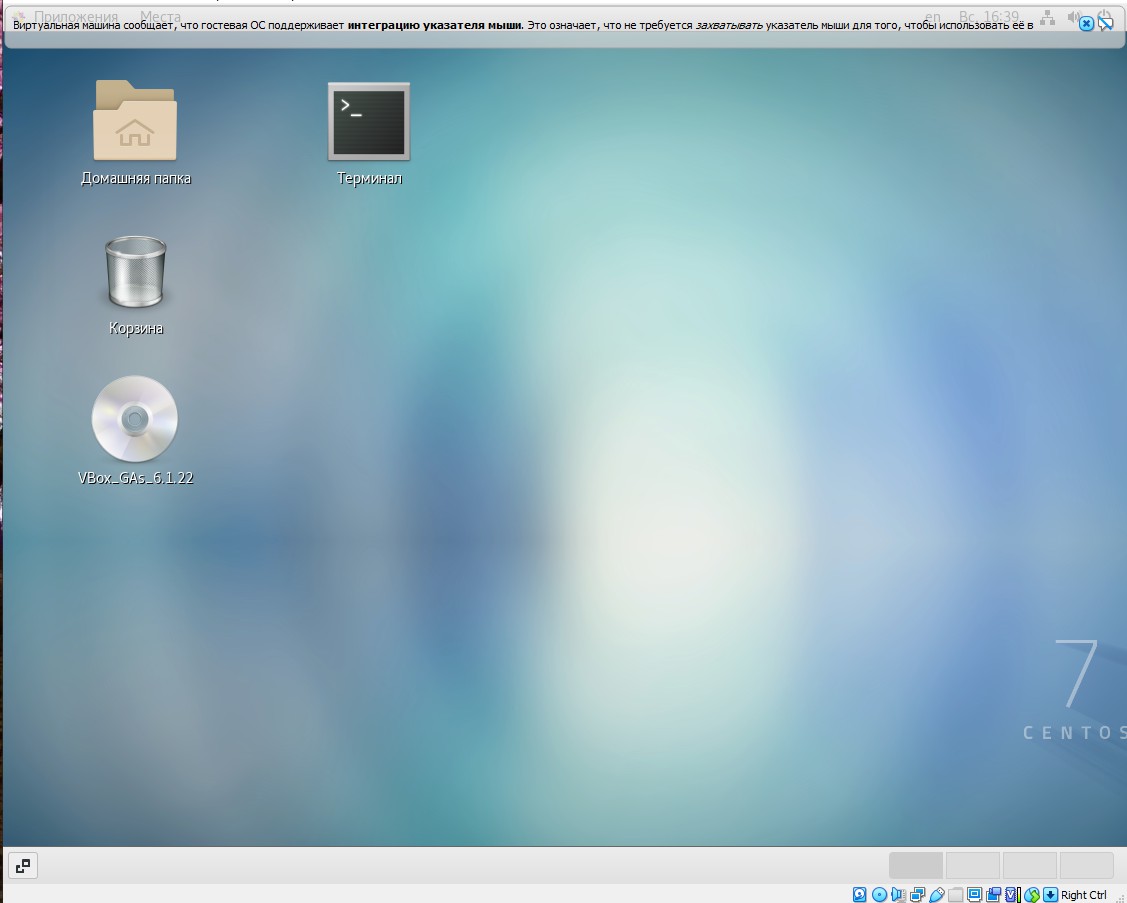 Приложения Места en Вс, 16:39
Виртуальная машина сообщает, что гостевая ОС поддерживает интеграцию указателя мыши. Это означает, что не требуется захватывать указатель мыши для того, чтобы использовать её в
Домашняя папка
Терминал
>_
Корзина
VBox_GAs_6.1.22
7
CENTOS
Right Ctrl